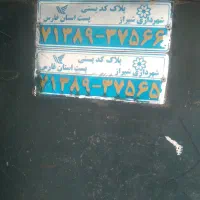 پلاک کد پستی
شهرداری شیراز
پست استان فارس
۷۱۳۸۹-۳۷۵۶۶
پلاک کد پستی
شهرداری شیراز
پست استان فارس
۷۱۳۸۹-۳۷۵۶۵